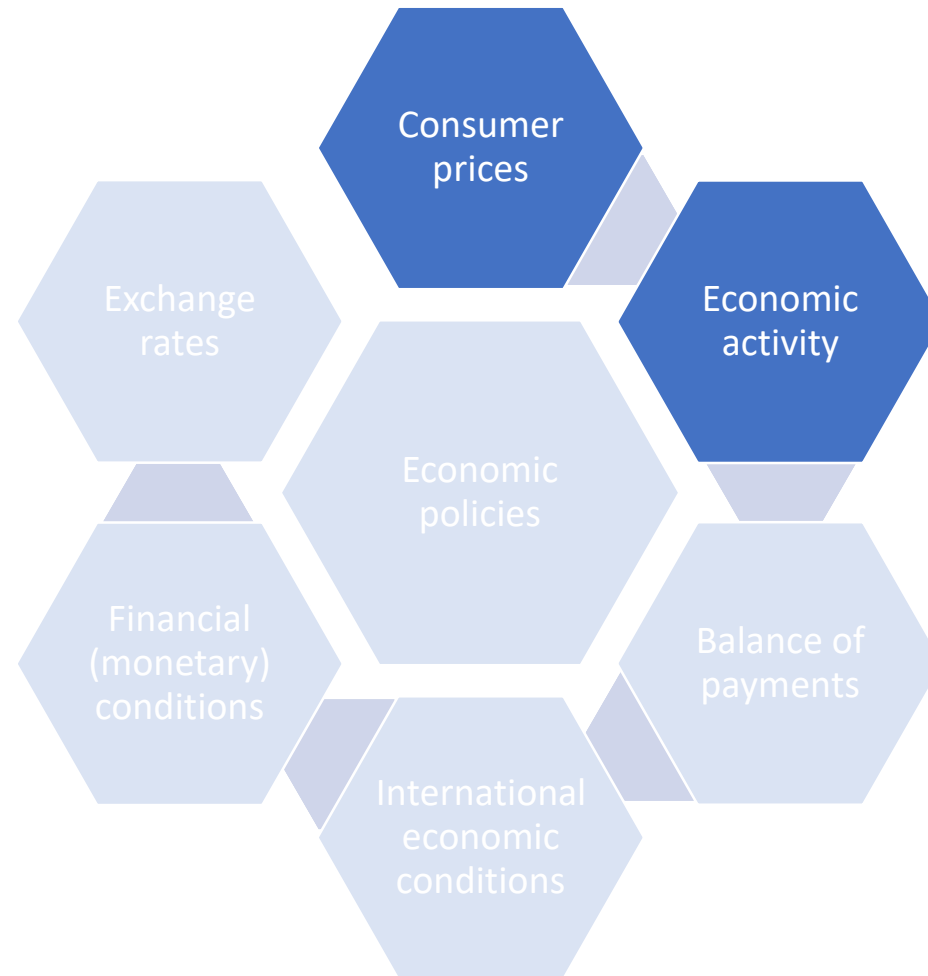 Consumer
prices
Economic
activity
Balance of
payments
International
economic
conditions
Financial
(monetary)
conditions
Exchange
rates
Economic
policies